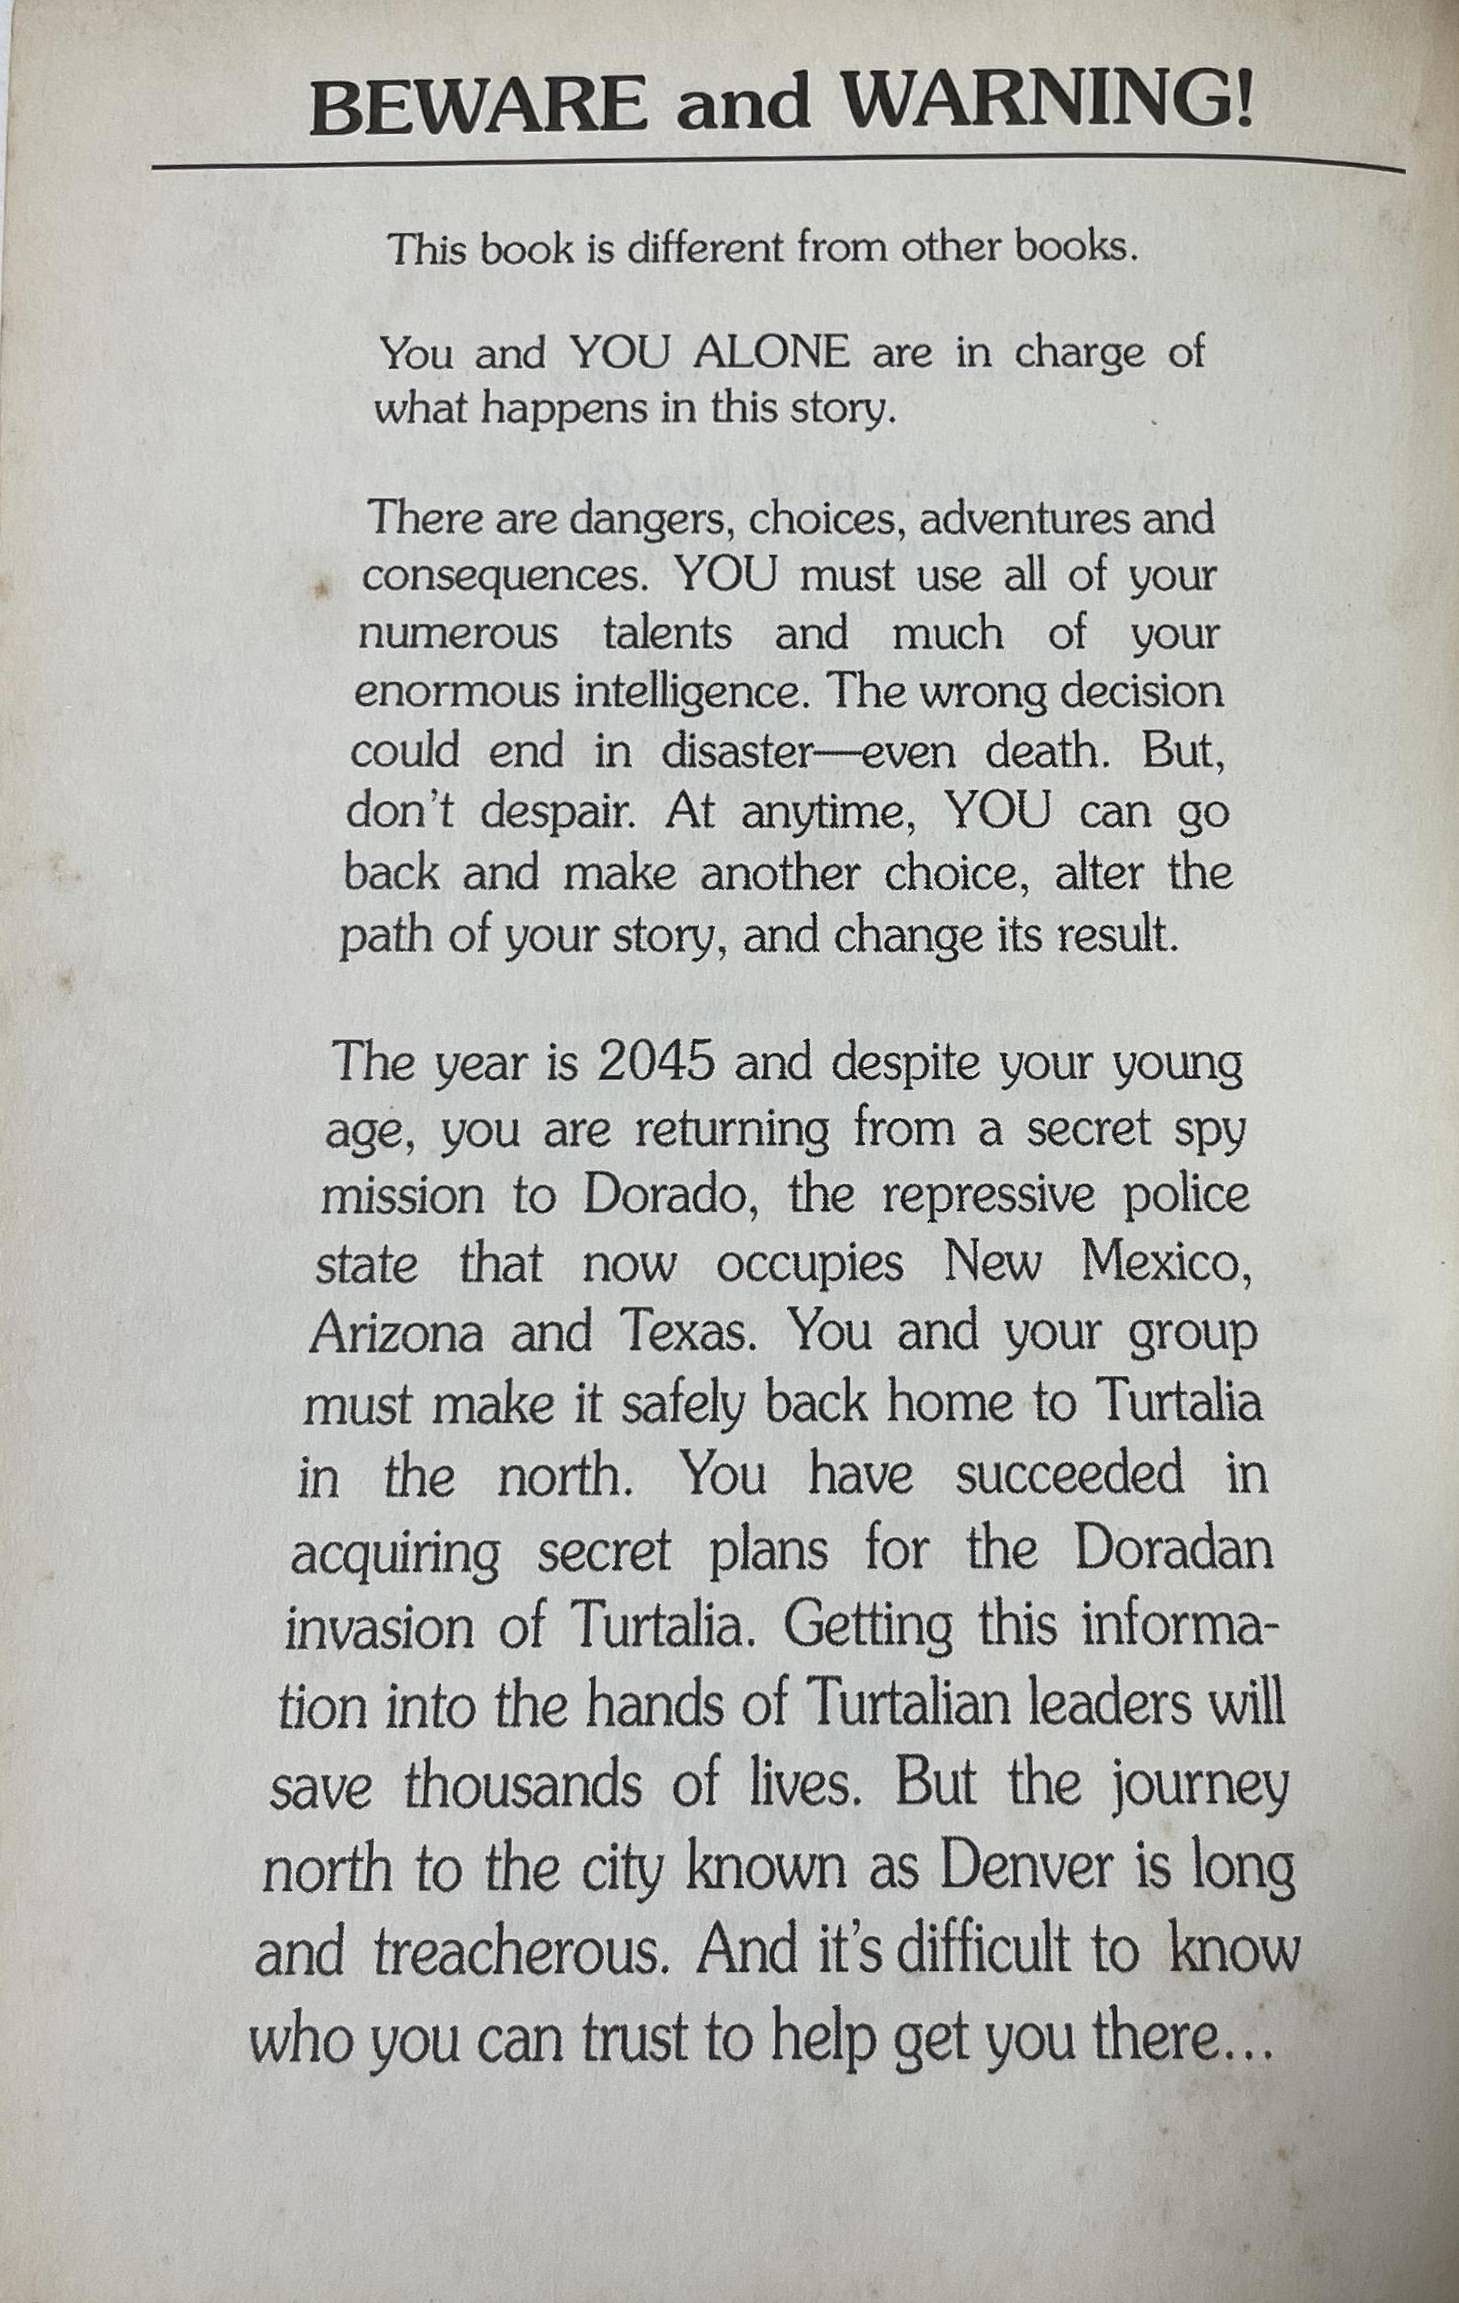 BEWARE and WARNING!
This book is different from other books.
You and YOU ALONE are in charge of
what happens in this story.
There are dangers, choices, adventures and
consequences. YOU must use all of your
numerous talents and much of your
enormous intelligence. The wrong decision
could end in disaster—even death. But,
don't despair. At anytime, YOU can go
back and make another choice, alter the
path of your story, and change its result.
The year is 2045 and despite your young
age, you are returning from a secret spy
mission to Dorado, the repressive police
state that now occupies New Mexico,
Arizona and Texas. You and your group
must make it safely back home to Turtalia
in the north. You have succeeded in
acquiring secret plans for the Doradan
invasion of Turtalia. Getting this informa-
tion into the hands of Turtalian leaders will
save thousands of lives. But the journey
north to the city known as Denver is long
and treacherous. And it's difficult to know
who you can trust to help get you there...